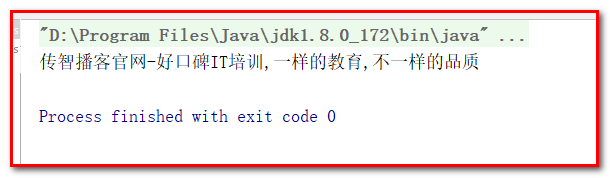 "D:\Program Files\Java\jdk1.8.0_172\bin\java" ...
传智播客官网-好口碑IT培训,一样的教育,不一样的品质
Process finished with exit code 0